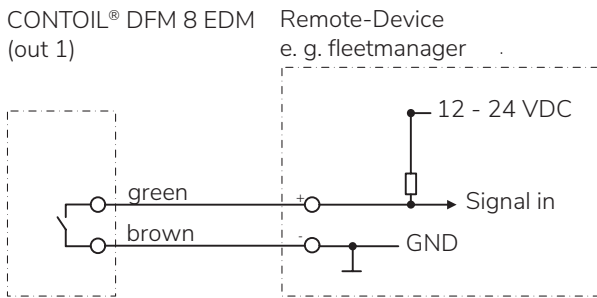 CONTOIL® DFM 8 EDM
(out 1)
Remote-Device
e. g. fleetmanager
12 - 24 VDC
green
+
Signal in
brown
-
GND